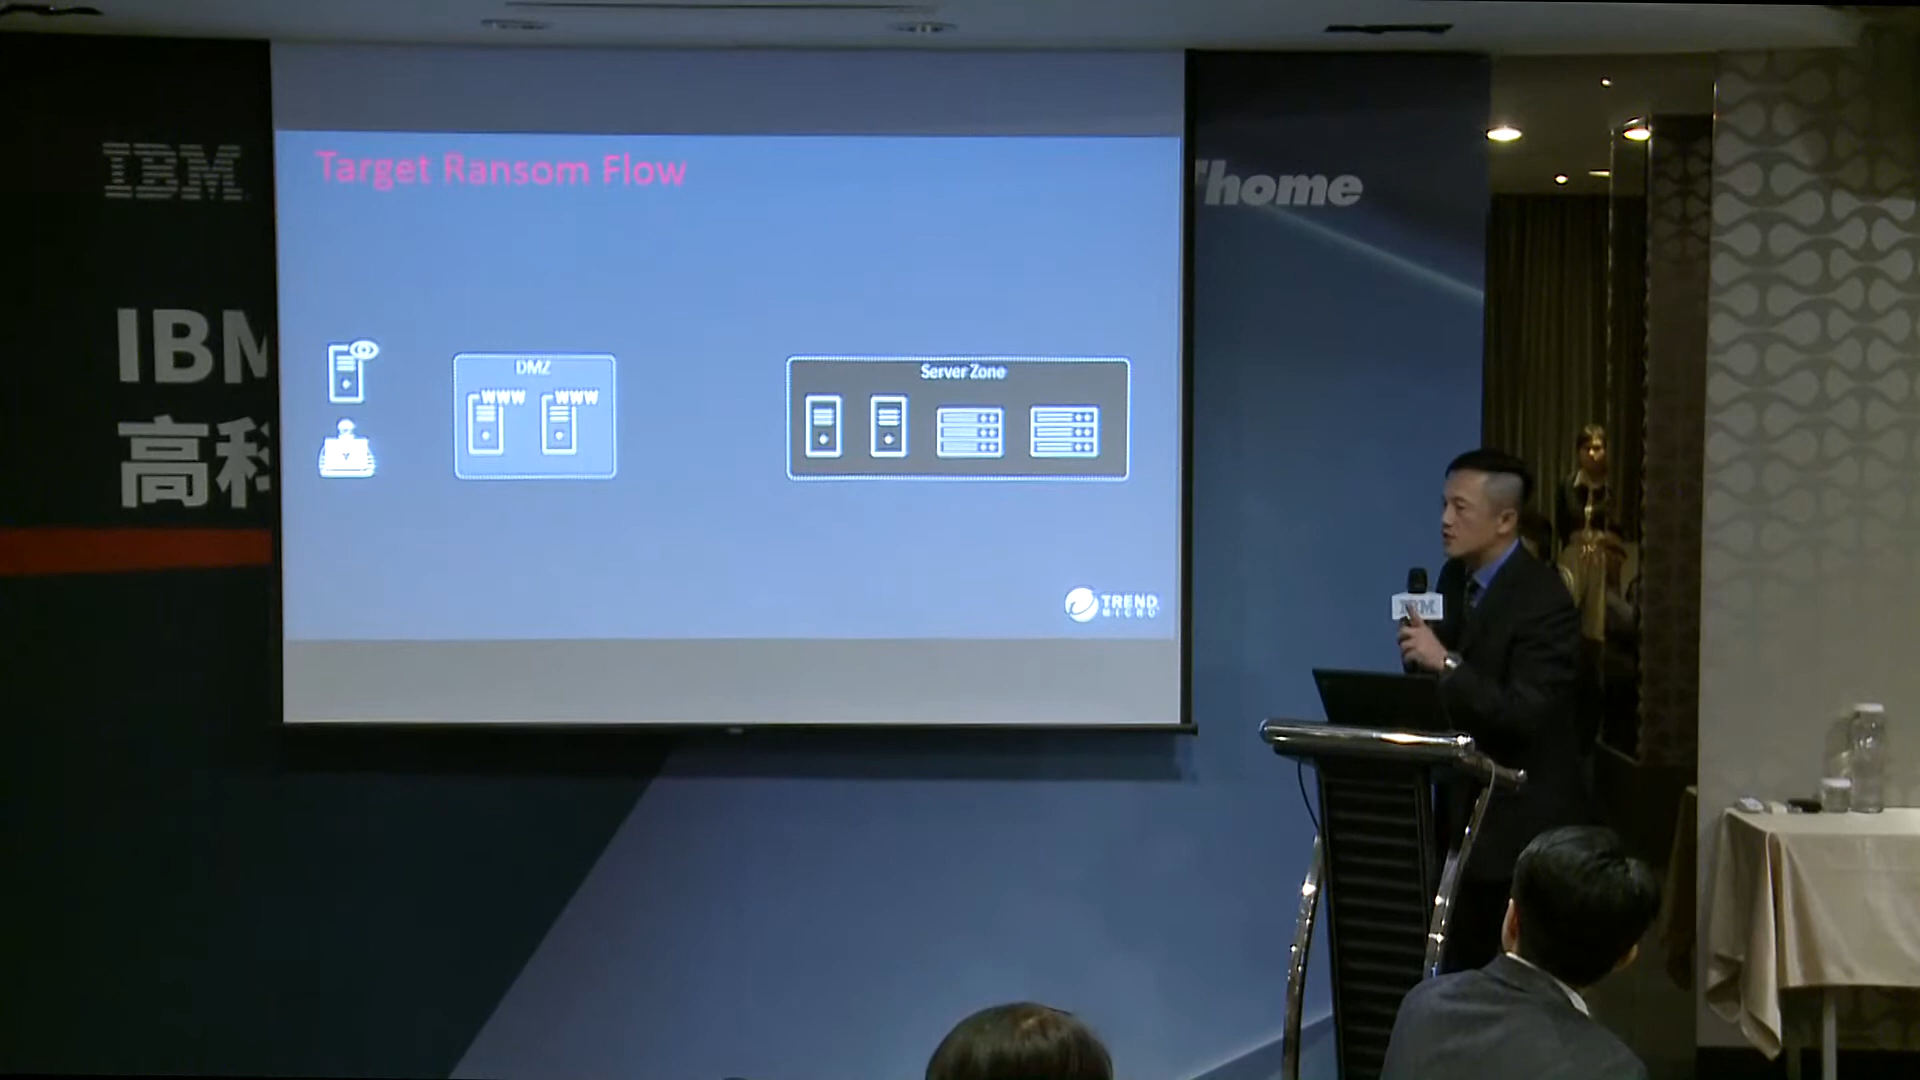 IBM
IBM
高科
Target Ransom Flow
DMZ
WWW WWW
Server Zone
TREND
MICRO
home
IBM